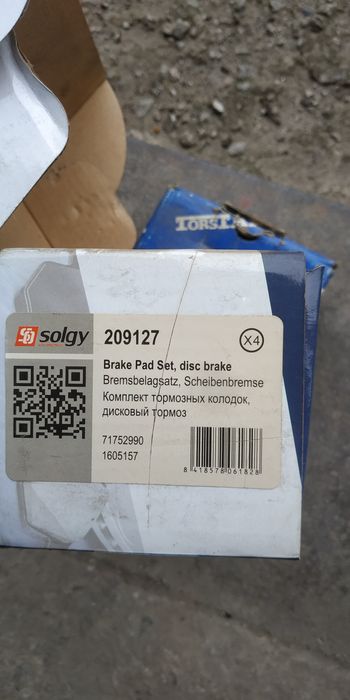 solgy
209127
X4
Brake Pad Set, disc brake
Bremsbelagsatz, Scheibenbremse
Комплект тормозных колодок,
дисковый тормоз
71752990
1605157
8 418578 061828